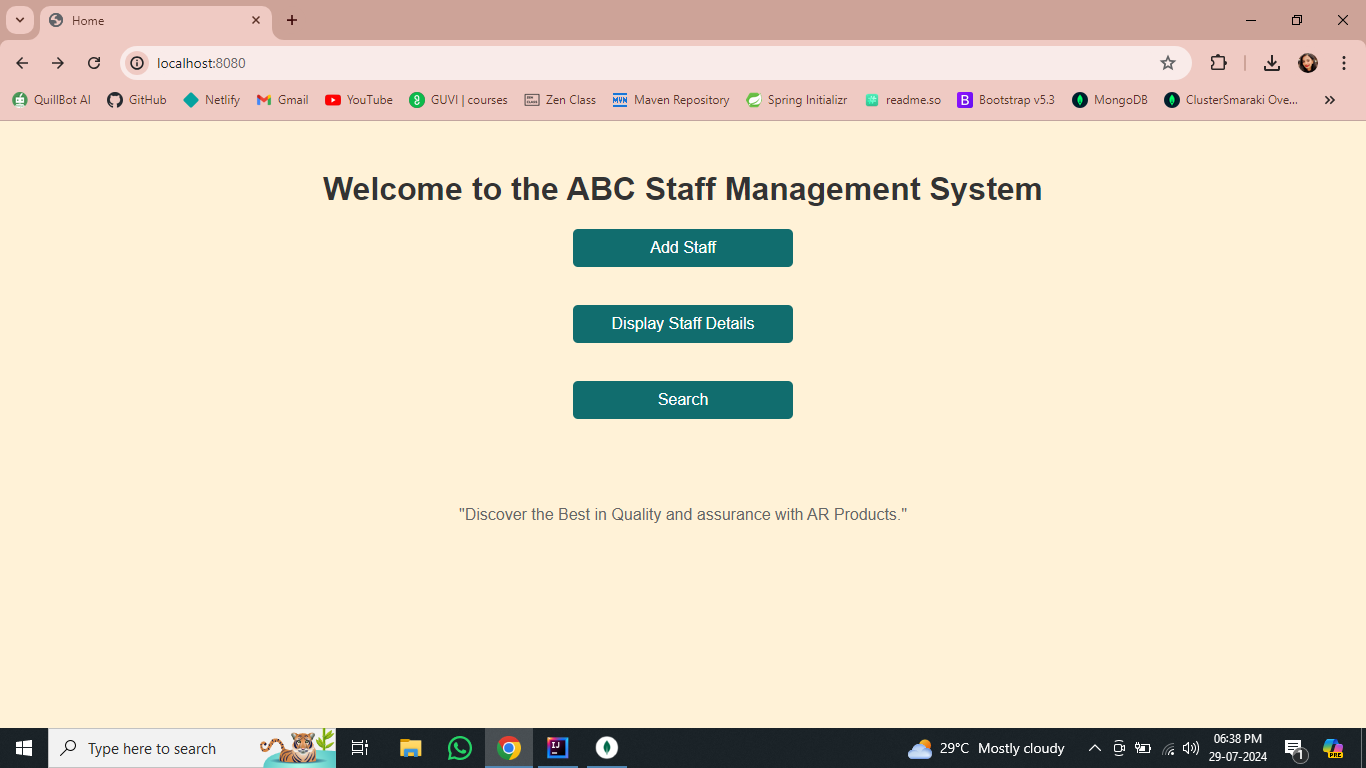 Home
localhost:8080
QuillBot AI GitHub Netlify Gmail YouTube GUVI | courses Zen Class Maven Repository Spring Initializr readme.so Bootstrap v5.3 MongoDB ClusterSmaraki Ove...
Welcome to the ABC Staff Management System
Add Staff
Display Staff Details
Search
"Discover the Best in Quality and assurance with AR Products."
Type here to search
29°C Mostly cloudy
06:38 PM
29-07-2024
1